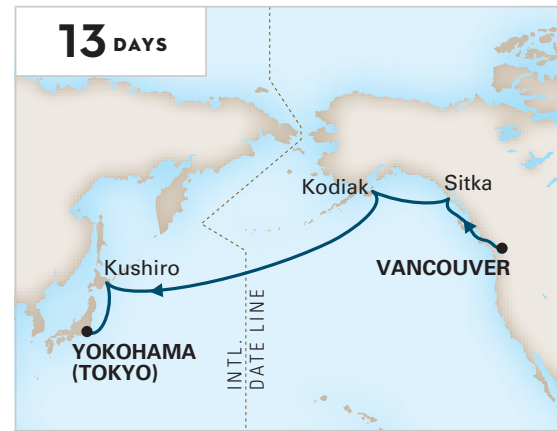 13 DAYS
Kodiak
Sitka
VANCOUVER
Kushiro
YOKOHAMA
(TOKYO)
INTL.
DATE LINE